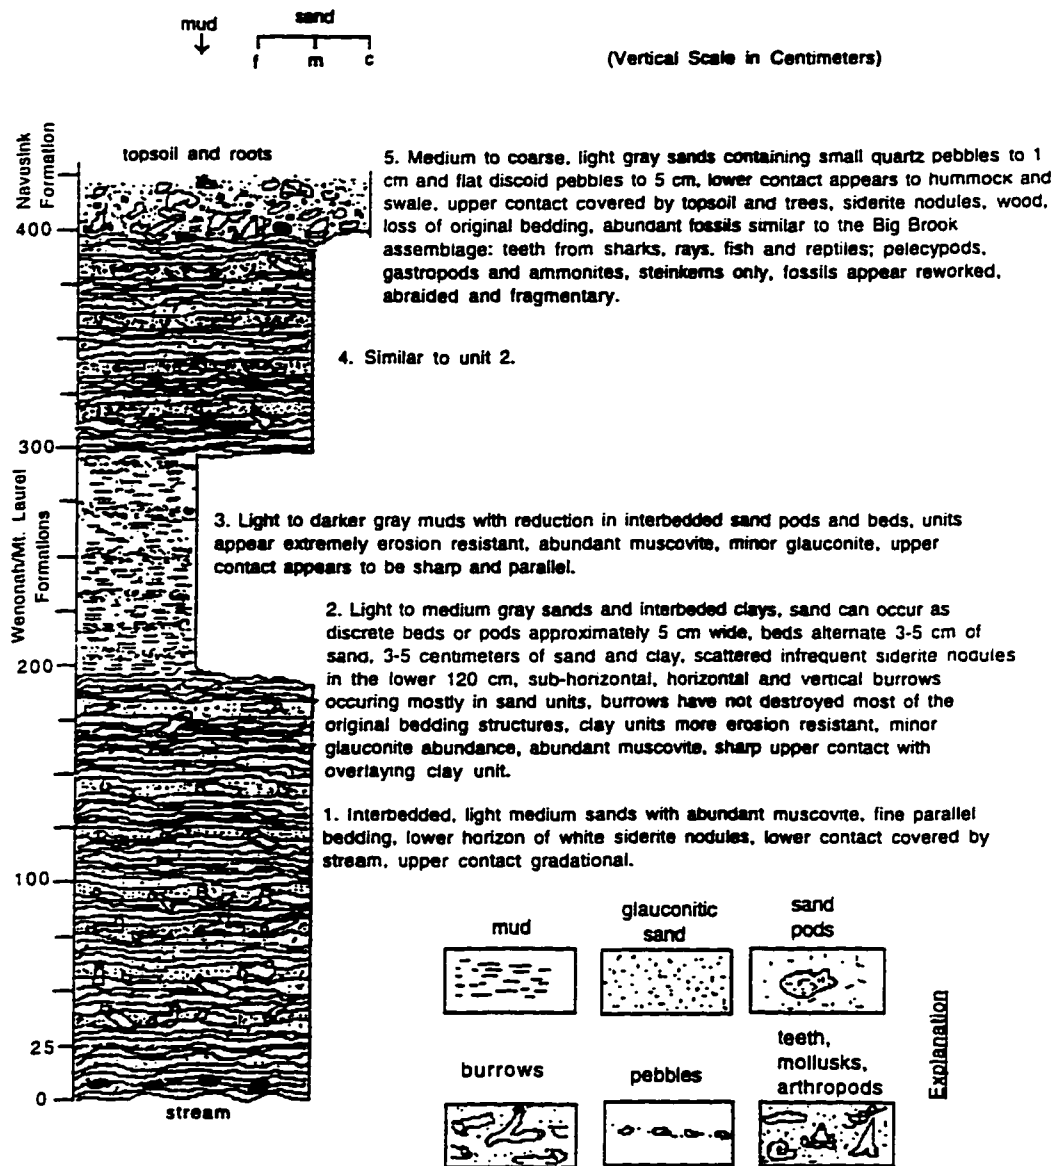 mud
sand
f m c
(Vertical Scale in Centimeters)
Navusink
Formation
topsoil and roots
5. Medium to coarse, light gray sands containing small quartz pebbles to 1
cm and flat discoid pebbles to 5 cm, lower contact appears to hummock and
swale, upper contact covered by topsoil and trees, siderite nodules, wood,
loss of original bedding, abundant fossils similar to the Big Brook
assemblage: teeth from sharks, rays, fish and reptiles; pelecypods,
gastropods and ammonites, steinkerns only, fossils appear reworked,
abraided and fragmentary.
400
4. Similar to unit 2.
300
Wenonah/Mt. Laurel
Formations
3. Light to darker gray muds with reduction in interbedded sand pods and beds, units
appear extremely erosion resistant, abundant muscovite, minor glauconite, upper
contact appears to be sharp and parallel.
2. Light to medium gray sands and interbeded clays, sand can occur as
discrete beds or pods approximately 5 cm wide, beds alternate 3-5 cm of
sand, 3-5 centimeters of sand and clay, scattered infrequent siderite nodules
in the lower 120 cm, sub-horizontal, horizontal and vertical burrows
occuring mostly in sand units, burrows have not destroyed most of the
original bedding structures, clay units more erosion resistant, minor
glauconite abundance, abundant muscovite, sharp upper contact with
overlaying clay unit.
200
1. Interbedded, light medium sands with abundant muscovite, fine parallel
bedding, lower horizon of white siderite nodules, lower contact covered by
stream, upper contact gradational.
100
25
0
stream
mud
glauconitic
sand
sand
pods
burrows
pebbles
teeth,
mollusks,
arthropods
Explanation